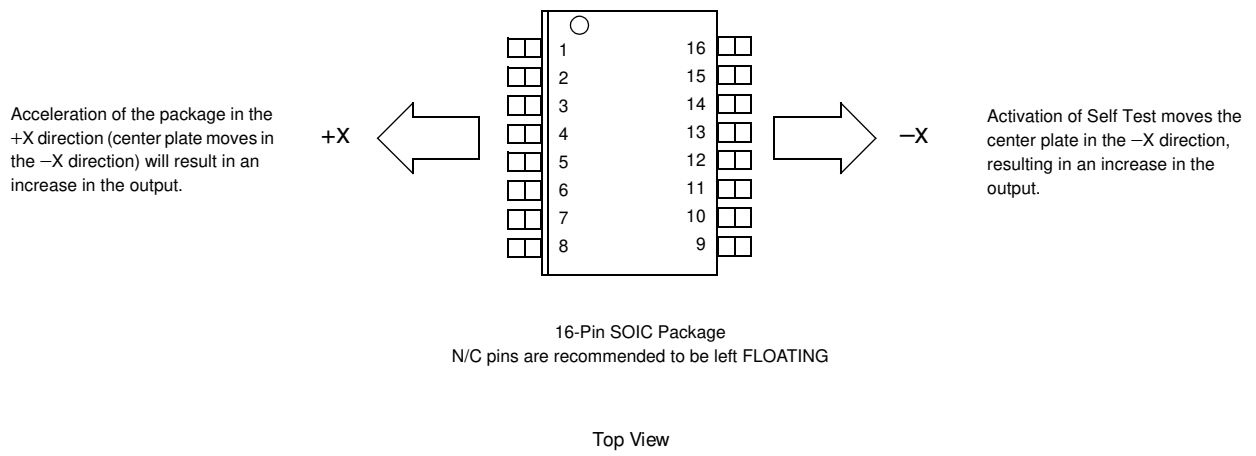 Acceleration of the package in the
+X direction (center plate moves in
the −X direction) will result in an
increase in the output.
+X
1
2
3
4
5
6
7
8
16
15
14
13
12
11
10
9
−X
Activation of Self Test moves the
center plate in the −X direction,
resulting in an increase in the
output.
16-Pin SOIC Package
N/C pins are recommended to be left FLOATING
Top View